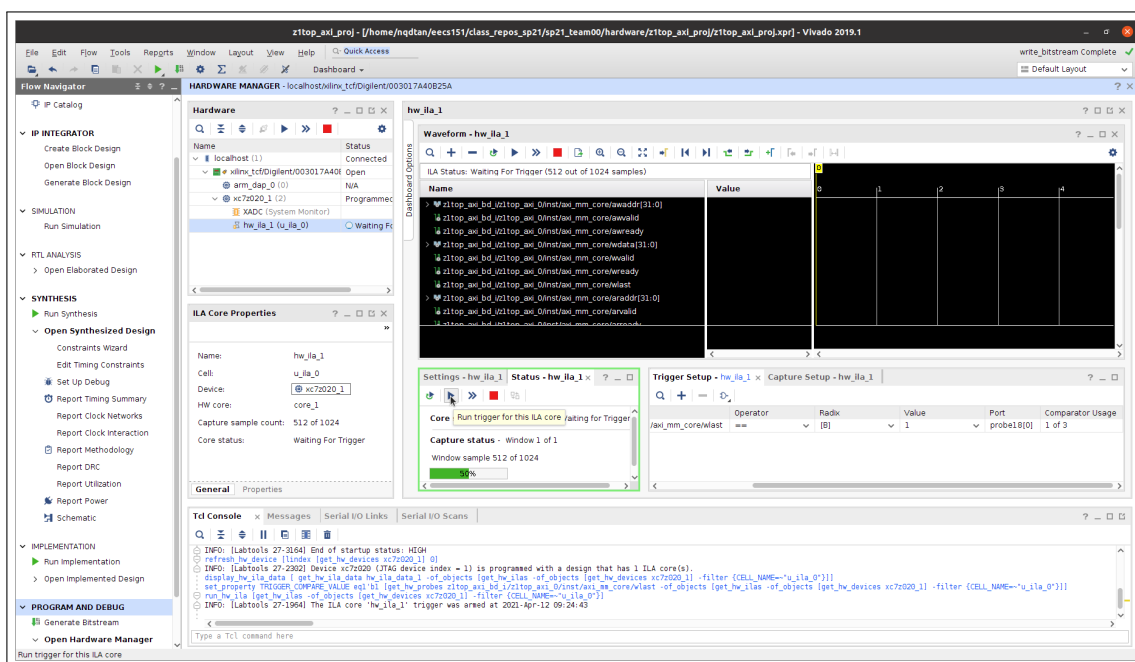 z1top_axi_proj - [/home/nqdtan/eecs151/class_repos_sp21/sp21_team00/hardware/z1top_axi_proj/z1top_axi_proj.xpr] - Vivado 2019.1
File Edit Flow Tools Reports Window Layout View Help Quick Access
write_bitstream Complete
Dashboard
Default Layout
Flow Navigator
HARDWARE MANAGER - localhost/xilinx_tcf/Digilent/003017A40B25A
IP Catalog
IP INTEGRATOR
Create Block Design
Open Block Design
Generate Block Design
SIMULATION
Run Simulation
RTL ANALYSIS
Open Elaborated Design
SYNTHESIS
Run Synthesis
Open Synthesized Design
Constraints Wizard
Edit Timing Constraints
Set Up Debug
Report Timing Summary
Report Clock Networks
Report Clock Interaction
Report Methodology
Report DRC
Report Utilization
Report Power
Schematic
IMPLEMENTATION
Run Implementation
Open Implemented Design
PROGRAM AND DEBUG
Generate Bitstream
Open Hardware Manager
Run trigger for this ILA core
Hardware
Name Status
localhost (1) Connected
xilinx_tcf/Digilent/003017A40B Open
arm_dap_0 (0) N/A
xc7z020_1 (2) Programmed
XADC (System Monitor)
hw_ila_1 (u_ila_0) Waiting Fo
ILA Core Properties
Name: hw_ila_1
Cell: u_ila_0
Device: xc7z020_1
HW core: core_1
Capture sample count: 512 of 1024
Core status: Waiting For Trigger
General Properties
hw_ila_1
Dashboard Options
Waveform - hw_ila_1
ILA Status: Waiting For Trigger (512 out of 1024 samples)
Name Value
0
0 1 2 3 4
z1top_axi_bd_i/z1top_axi_0/inst/axi_mm_core/awaddr[31:0]
z1top_axi_bd_i/z1top_axi_0/inst/axi_mm_core/awvalid
z1top_axi_bd_i/z1top_axi_0/inst/axi_mm_core/awready
z1top_axi_bd_i/z1top_axi_0/inst/axi_mm_core/wdata[31:0]
z1top_axi_bd_i/z1top_axi_0/inst/axi_mm_core/wvalid
z1top_axi_bd_i/z1top_axi_0/inst/axi_mm_core/wready
z1top_axi_bd_i/z1top_axi_0/inst/axi_mm_core/wlast
z1top_axi_bd_i/z1top_axi_0/inst/axi_mm_core/araddr[31:0]
z1top_axi_bd_i/z1top_axi_0/inst/axi_mm_core/arvalid
z1top_axi_bd_i/z1top_axi_0/inst/axi_mm_core/arready
Settings - hw_ila_1 Status - hw_ila_1
Core Waiting for Trigger
Run trigger for this ILA core
Capture status - Window 1 of 1
Window sample 512 of 1024
50%
Trigger Setup - hw_ila_1 Capture Setup - hw_ila_1
Operator Radix Value Port Comparator Usage
/axi_mm_core/wlast == [B] 1 probe18[0] 1 of 3
Tcl Console Messages Serial I/O Links Serial I/O Scans
INFO: [Labtools 27-3164] End of startup status: HIGH
refresh_hw_device [lindex [get_hw_devices xc7z020_1] 0]
INFO: [Labtools 27-2302] Device xc7z020 (JTAG device index = 1) is programmed with a design that has 1 ILA core(s).
display_hw_ila_data [ get_hw_ila_data hw_ila_data_1 -of_objects [get_hw_ilas -of_objects [get_hw_devices xc7z020_1] -filter {CELL_NAME=~"u_ila_0"}]]
set_property TRIGGER_COMPARE_VALUE eq1'b1 [get_hw_probes z1top_axi_bd_i/z1top_axi_0/inst/axi_mm_core/wlast -of_objects [get_hw_ilas -of_objects [get_hw_devices xc7z020_1] -filter {CELL_NAME=~"u_ila_0"}]]
run_hw_ila [get_hw_ilas -of_objects [get_hw_devices xc7z020_1] -filter {CELL_NAME=~"u_ila_0"}]
INFO: [Labtools 27-1964] The ILA core 'hw_ila_1' trigger was armed at 2021-Apr-12 09:24:43
Type a Tcl command here